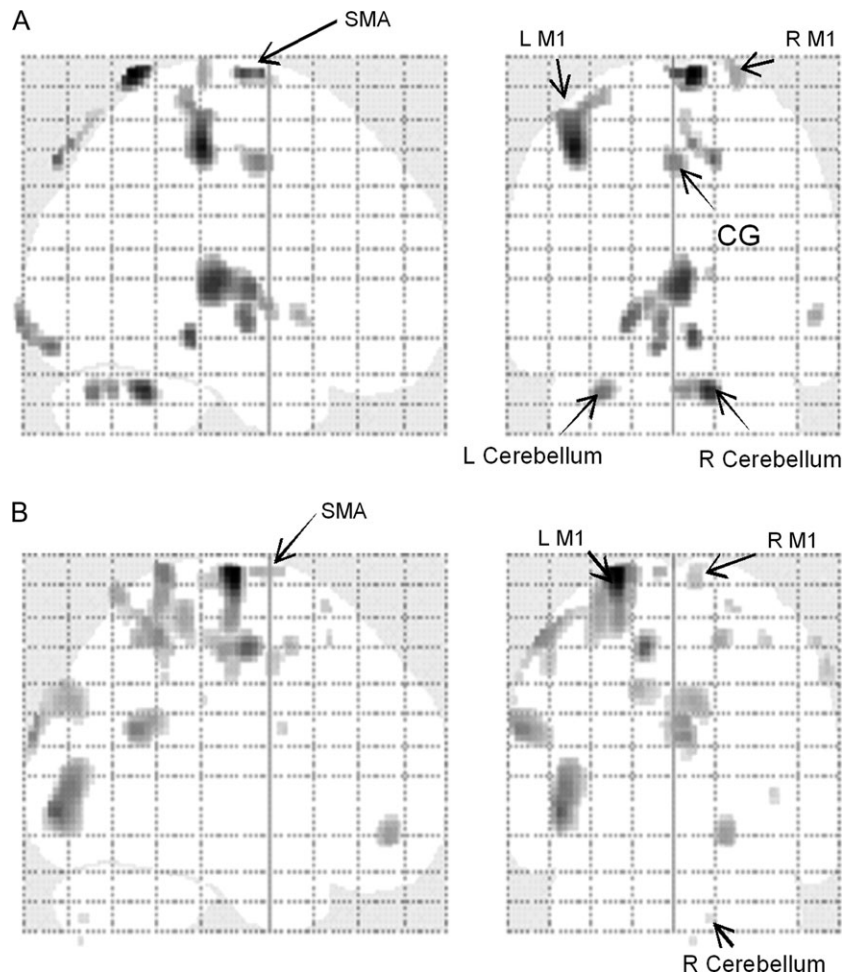 A
SMA
L M1
R M1
CG
L Cerebellum
R Cerebellum
B
SMA
L M1
R M1
R Cerebellum